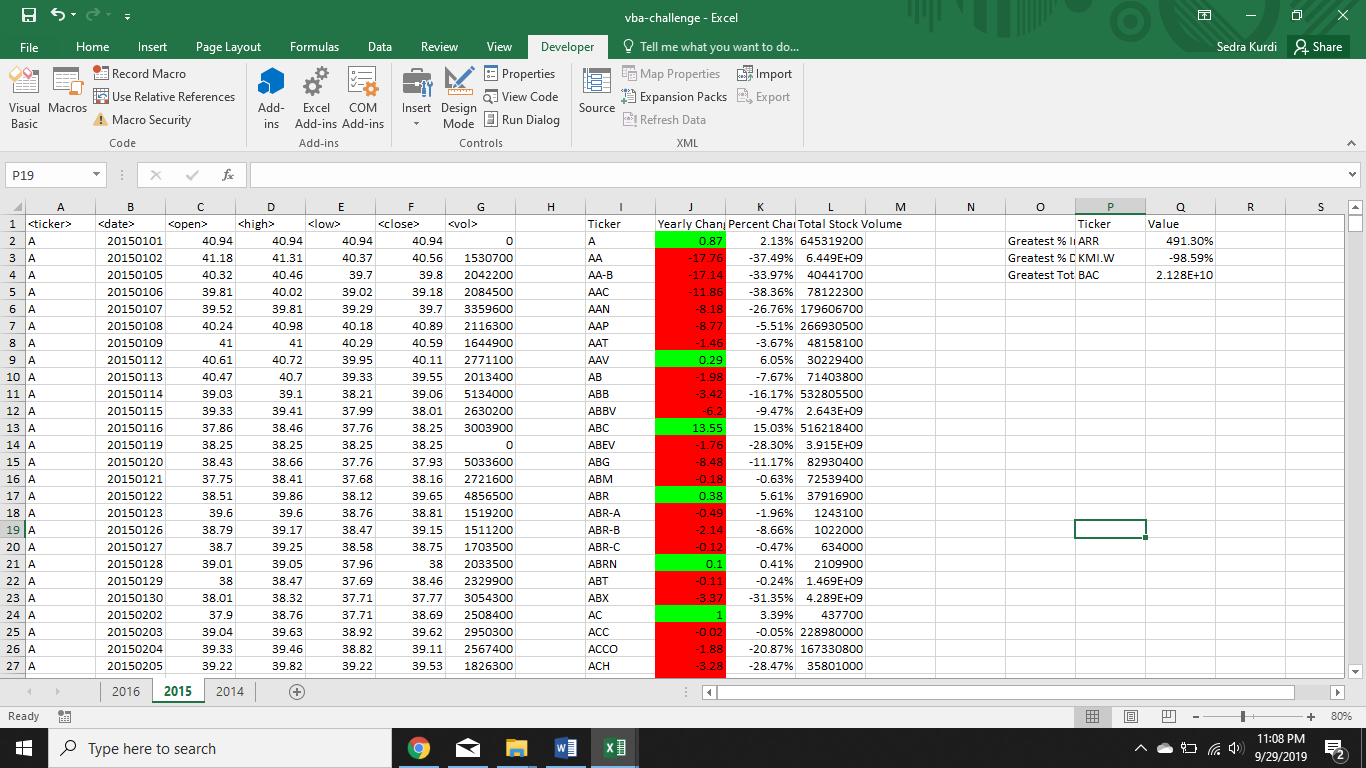 vba-challenge - Excel
File Home Insert Page Layout Formulas Data Review View Developer Tell me what you want to do... Sedra Kurdi Share
Visual Basic
Macros
Record Macro
Use Relative References
Macro Security
Code
Add-ins
Excel Add-ins
COM Add-ins
Add-ins
Insert
Design Mode
Properties
View Code
Run Dialog
Controls
Source
Map Properties
Expansion Packs
Refresh Data
Import
Export
XML
P19 fx
A B C D E F G H I J K L M N O P Q R S
1 <ticker> <date> <open> <high> <low> <close> <vol> Ticker Yearly Chang Percent Chan Total Stock Volume Ticker Value
2 A 20150101 40.94 40.94 40.94 40.94 0 A 0.87 2.13% 645319200 Greatest % I ARR 491.30%
3 A 20150102 41.18 41.31 40.37 40.56 1530700 AA -17.76 -37.49% 6.449E+09 Greatest % D KMI.W -98.59%
4 A 20150105 40.32 40.46 39.7 39.8 2042200 AA-B -17.14 -33.97% 40441700 Greatest Tot BAC 2.128E+10
5 A 20150106 39.81 40.02 39.02 39.18 2084500 AAC -11.86 -38.36% 78122300
6 A 20150107 39.52 39.81 39.29 39.7 3359600 AAN -8.18 -26.76% 179606700
7 A 20150108 40.24 40.98 40.18 40.89 2116300 AAP -8.77 -5.51% 266930500
8 A 20150109 41 41 40.29 40.59 1644900 AAT -1.46 -3.67% 48158100
9 A 20150112 40.61 40.72 39.95 40.11 2771100 AAV 0.29 6.05% 30229400
10 A 20150113 40.47 40.7 39.33 39.55 2013400 AB -1.98 -7.67% 71403800
11 A 20150114 39.03 39.1 38.21 39.06 5134000 ABB -3.42 -16.17% 532805500
12 A 20150115 39.33 39.41 37.99 38.01 2630200 ABBV -6.2 -9.47% 2.643E+09
13 A 20150116 37.86 38.46 37.76 38.25 3003900 ABC 13.55 15.03% 516218400
14 A 20150119 38.25 38.25 38.25 38.25 0 ABEV -1.76 -28.30% 3.915E+09
15 A 20150120 38.43 38.66 37.76 37.93 5033600 ABG -8.48 -11.17% 82930400
16 A 20150121 37.75 38.41 37.68 38.16 2721600 ABM -0.18 -0.63% 72539400
17 A 20150122 38.51 39.86 38.12 39.65 4856500 ABR 0.38 5.61% 37916900
18 A 20150123 39.6 39.6 38.76 38.81 1519200 ABR-A -0.49 -1.96% 1243100
19 A 20150126 38.79 39.17 38.47 39.15 1511200 ABR-B -2.14 -8.66% 1022000
20 A 20150127 38.7 39.25 38.58 38.75 1703500 ABR-C -0.12 -0.47% 634000
21 A 20150128 39.01 39.05 37.96 38 2033500 ABRN 0.1 0.41% 2109900
22 A 20150129 38 38.47 37.69 38.46 2329900 ABT -0.11 -0.24% 1.469E+09
23 A 20150130 38.01 38.32 37.71 37.77 3054300 ABX -3.37 -31.35% 4.289E+09
24 A 20150202 37.9 38.76 37.71 38.69 2508400 AC 1 3.39% 437700
25 A 20150203 39.04 39.63 38.92 39.62 2950300 ACC -0.02 -0.05% 228980000
26 A 20150204 39.33 39.46 38.82 39.11 2567400 ACCO -1.88 -20.87% 167330800
27 A 20150205 39.22 39.82 39.22 39.53 1826300 ACH -3.28 -28.47% 35801000
2016 2015 2014
Ready 80%
Type here to search
11:08 PM
9/29/2019
2